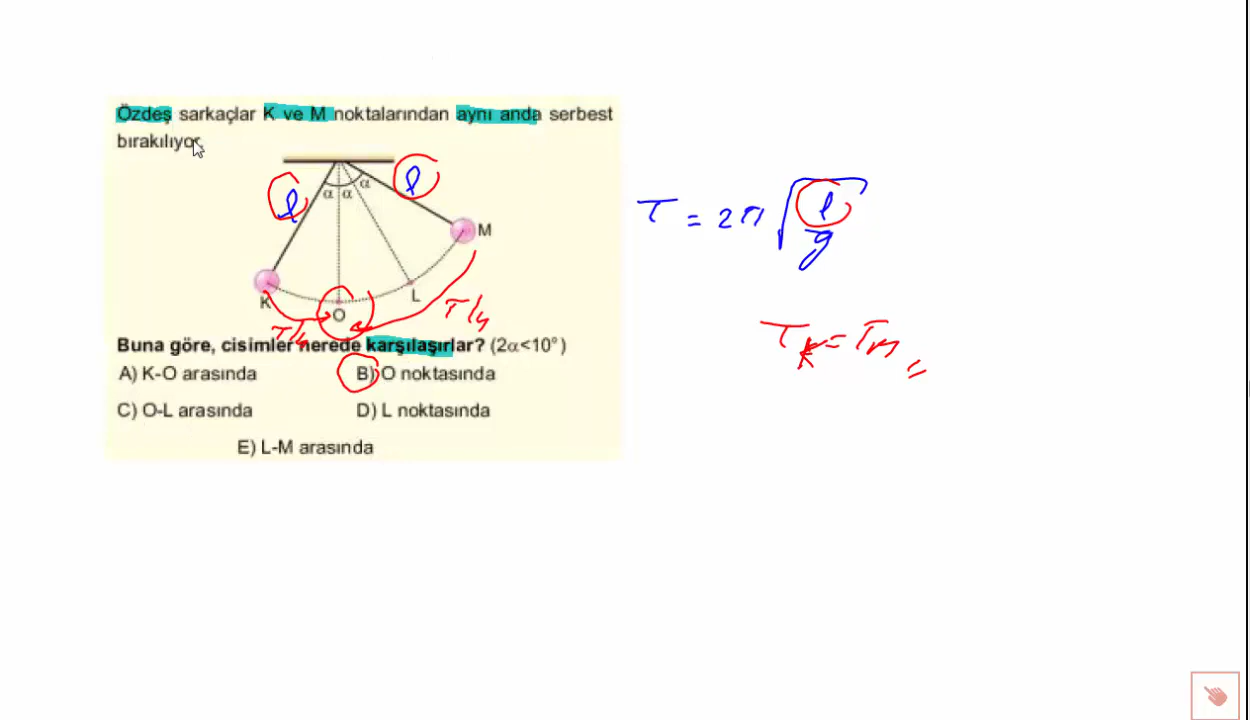 Özdeş sarkaçlar K ve M noktalarından aynı anda serbest
bırakılıyor.
ℓ
ℓ
α α α
M
K
O
L
T/4
T/4
Buna göre, cisimler nerede karşılaşırlar? (2α<10°)
A) K-O arasında
B) O noktasında
C) O-L arasında
D) L noktasında
E) L-M arasında
T = 2π √ℓ/g
T_K = T_M =